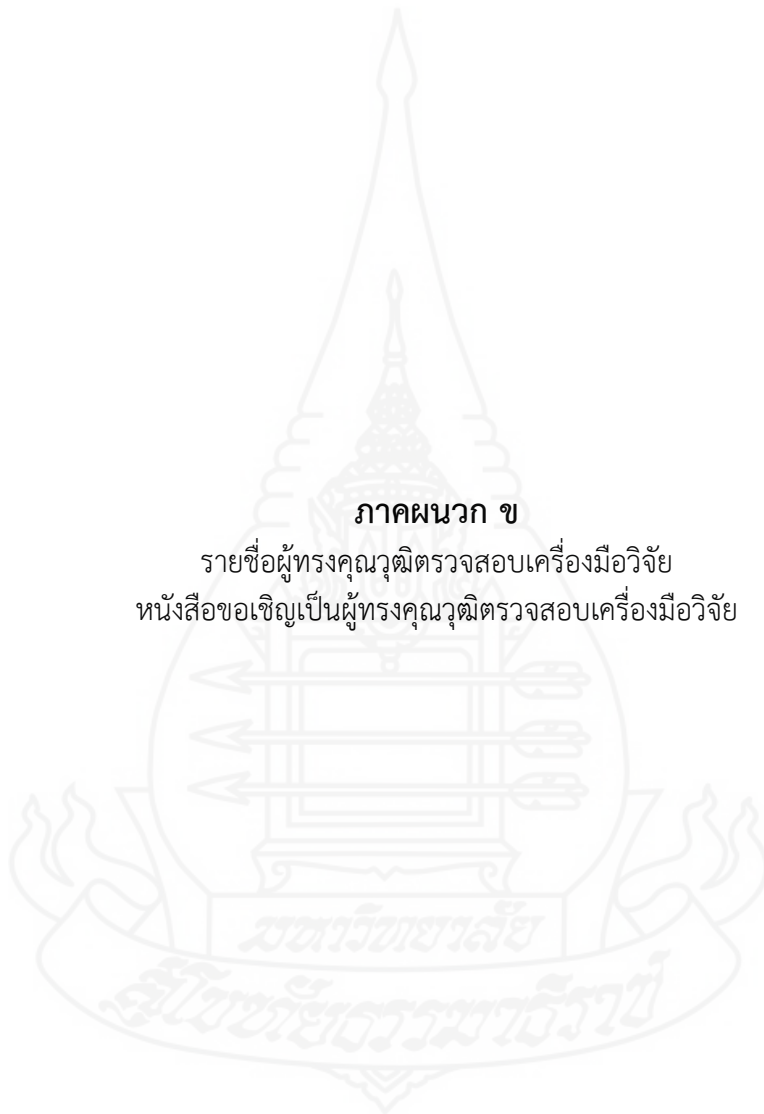 ภาคผนวก ข
รายชื่อผู้ทรงคุณวุฒิตรวจสอบเครื่องมือวิจัย
หนังสือขอเชิญเป็นผู้ทรงคุณวุฒิตรวจสอบเครื่องมือวิจัย
มหาวิทยาลัย
สุโขทัยธรรมาธิราช